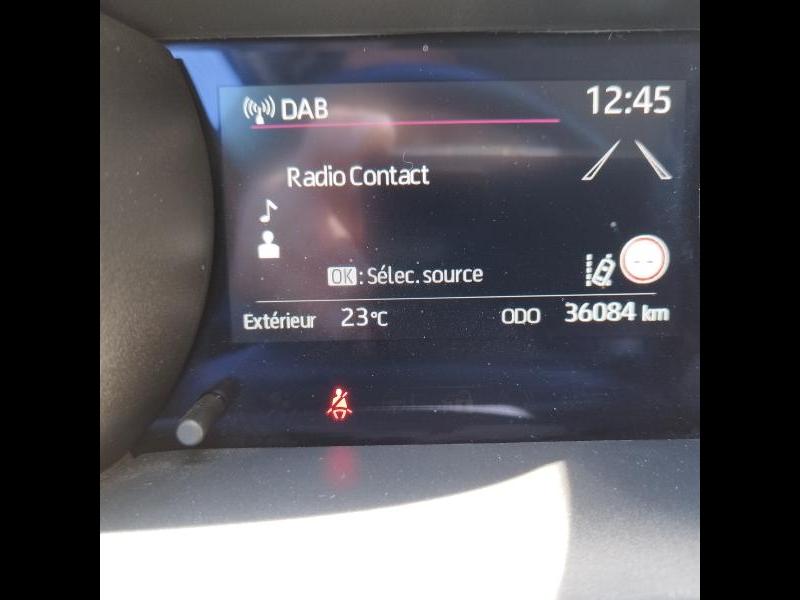 DAB 12:45
Radio Contact
OK : Sélec. source
--
Extérieur 23°C ODO 36084 km